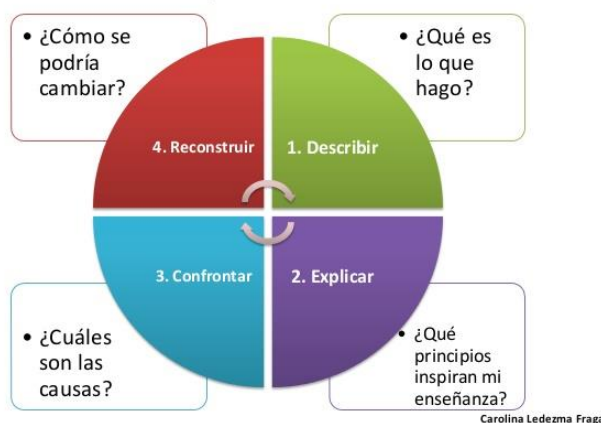 • ¿Cómo se
podría
cambiar?
• ¿Qué es
lo que
hago?
4. Reconstruir
1. Describir
3. Confrontar
2. Explicar
• ¿Cuáles
son las
causas?
• ¿Qué
principios
inspiran mi
enseñanza?
Carolina Ledezma Fraga